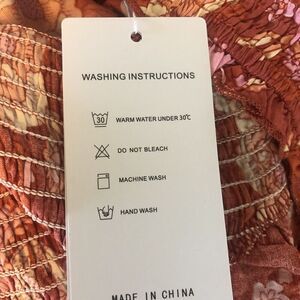 WASHING INSTRUCTIONS
30 WARM WATER UNDER 30℃
DO NOT BLEACH
MACHINE WASH
HAND WASH
MADE IN CHINA